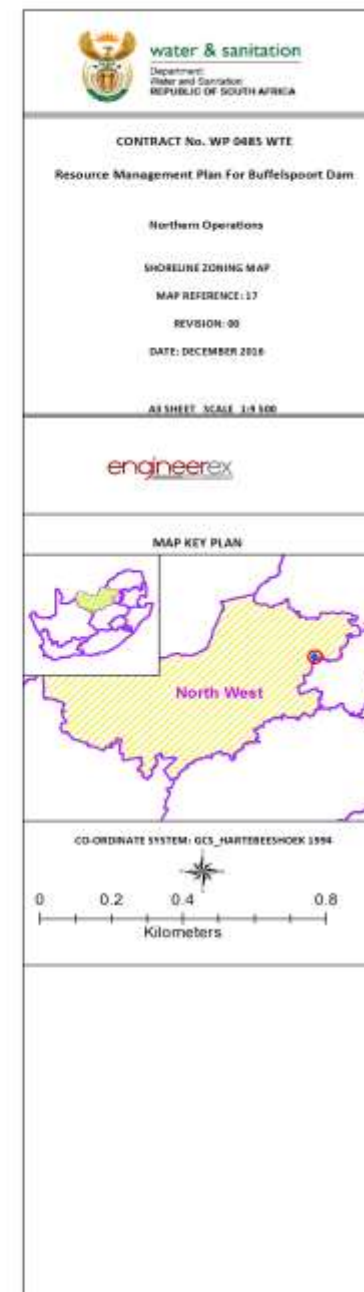 water & sanitation
Department:
Water and Sanitation
REPUBLIC OF SOUTH AFRICA
CONTRACT No. WP 0485 WTE
Resource Management Plan For Buffelspoort Dam
Northern Operations
SHORELINE ZONING MAP
MAP REFERENCE: 17
REVISION: 00
DATE: DECEMBER 2016
A3 SHEET SCALE 1:9 500
engineerex
MAP KEY PLAN
North West
CO-ORDINATE SYSTEM: GCS_HARTEBEESHOEK 1994
0 0.2 0.4 0.8
Kilometers